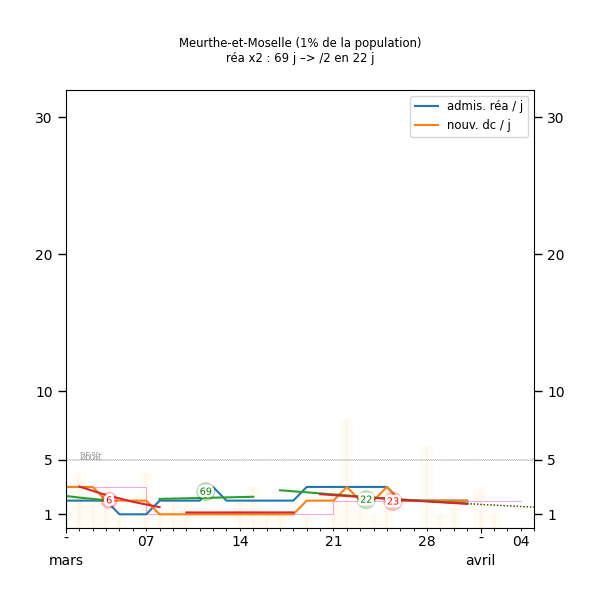 Meurthe-et-Moselle (1% de la population)
réa x2 : 69 j –> /2 en 22 j
admis. réa / j
nouv. dc / j
30 30
20 20
10 10
5 5
1 1
69
6
22
23
- 07 14 21 28 - 04
mars avril